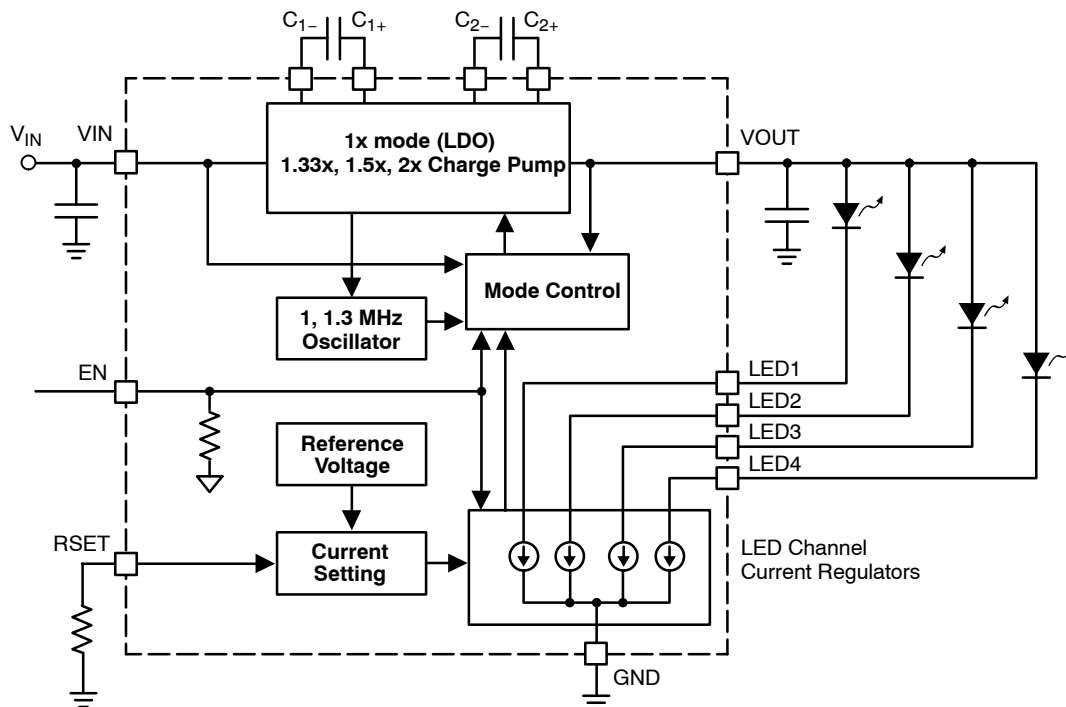 C1− C1+ C2− C2+
VIN VIN VOUT
1x mode (LDO)
1.33x, 1.5x, 2x Charge Pump
Mode Control
1, 1.3 MHz
Oscillator
EN
LED1
LED2
LED3
LED4
Reference
Voltage
RSET
Current
Setting
LED Channel
Current Regulators
GND